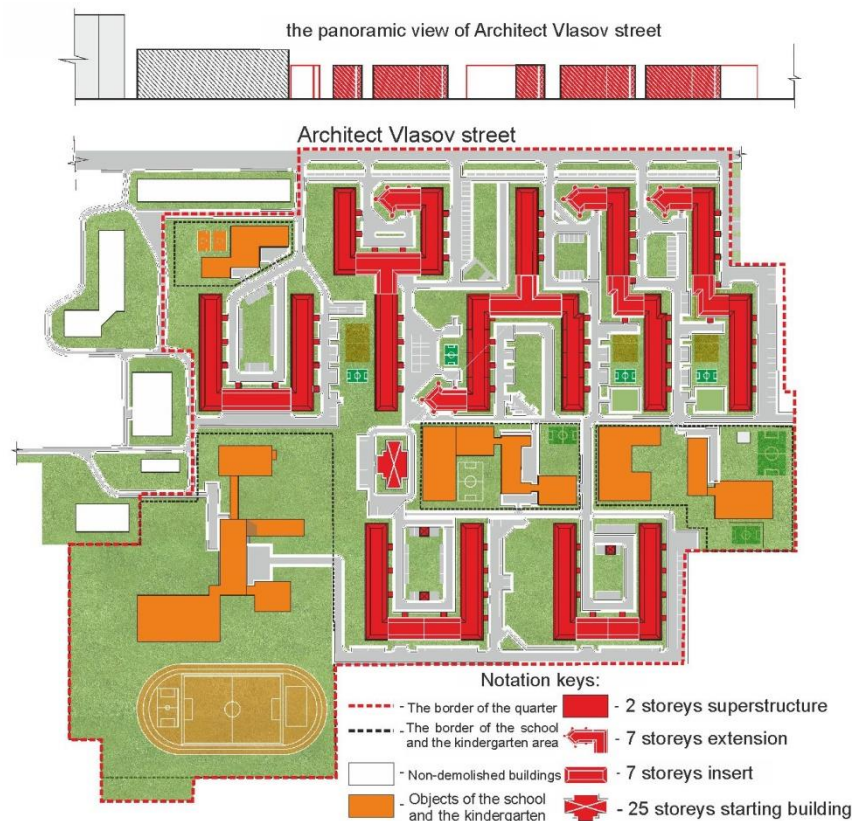 the panoramic view of Architect Vlasov street
Architect Vlasov street
Notation keys:
- The border of the quarter
- The border of the school
and the kindergarten area
- Non-demolished buildings
- Objects of the school
and the kindergarten
- 2 storeys superstructure
- 7 storeys extension
- 7 storeys insert
- 25 storeys starting building